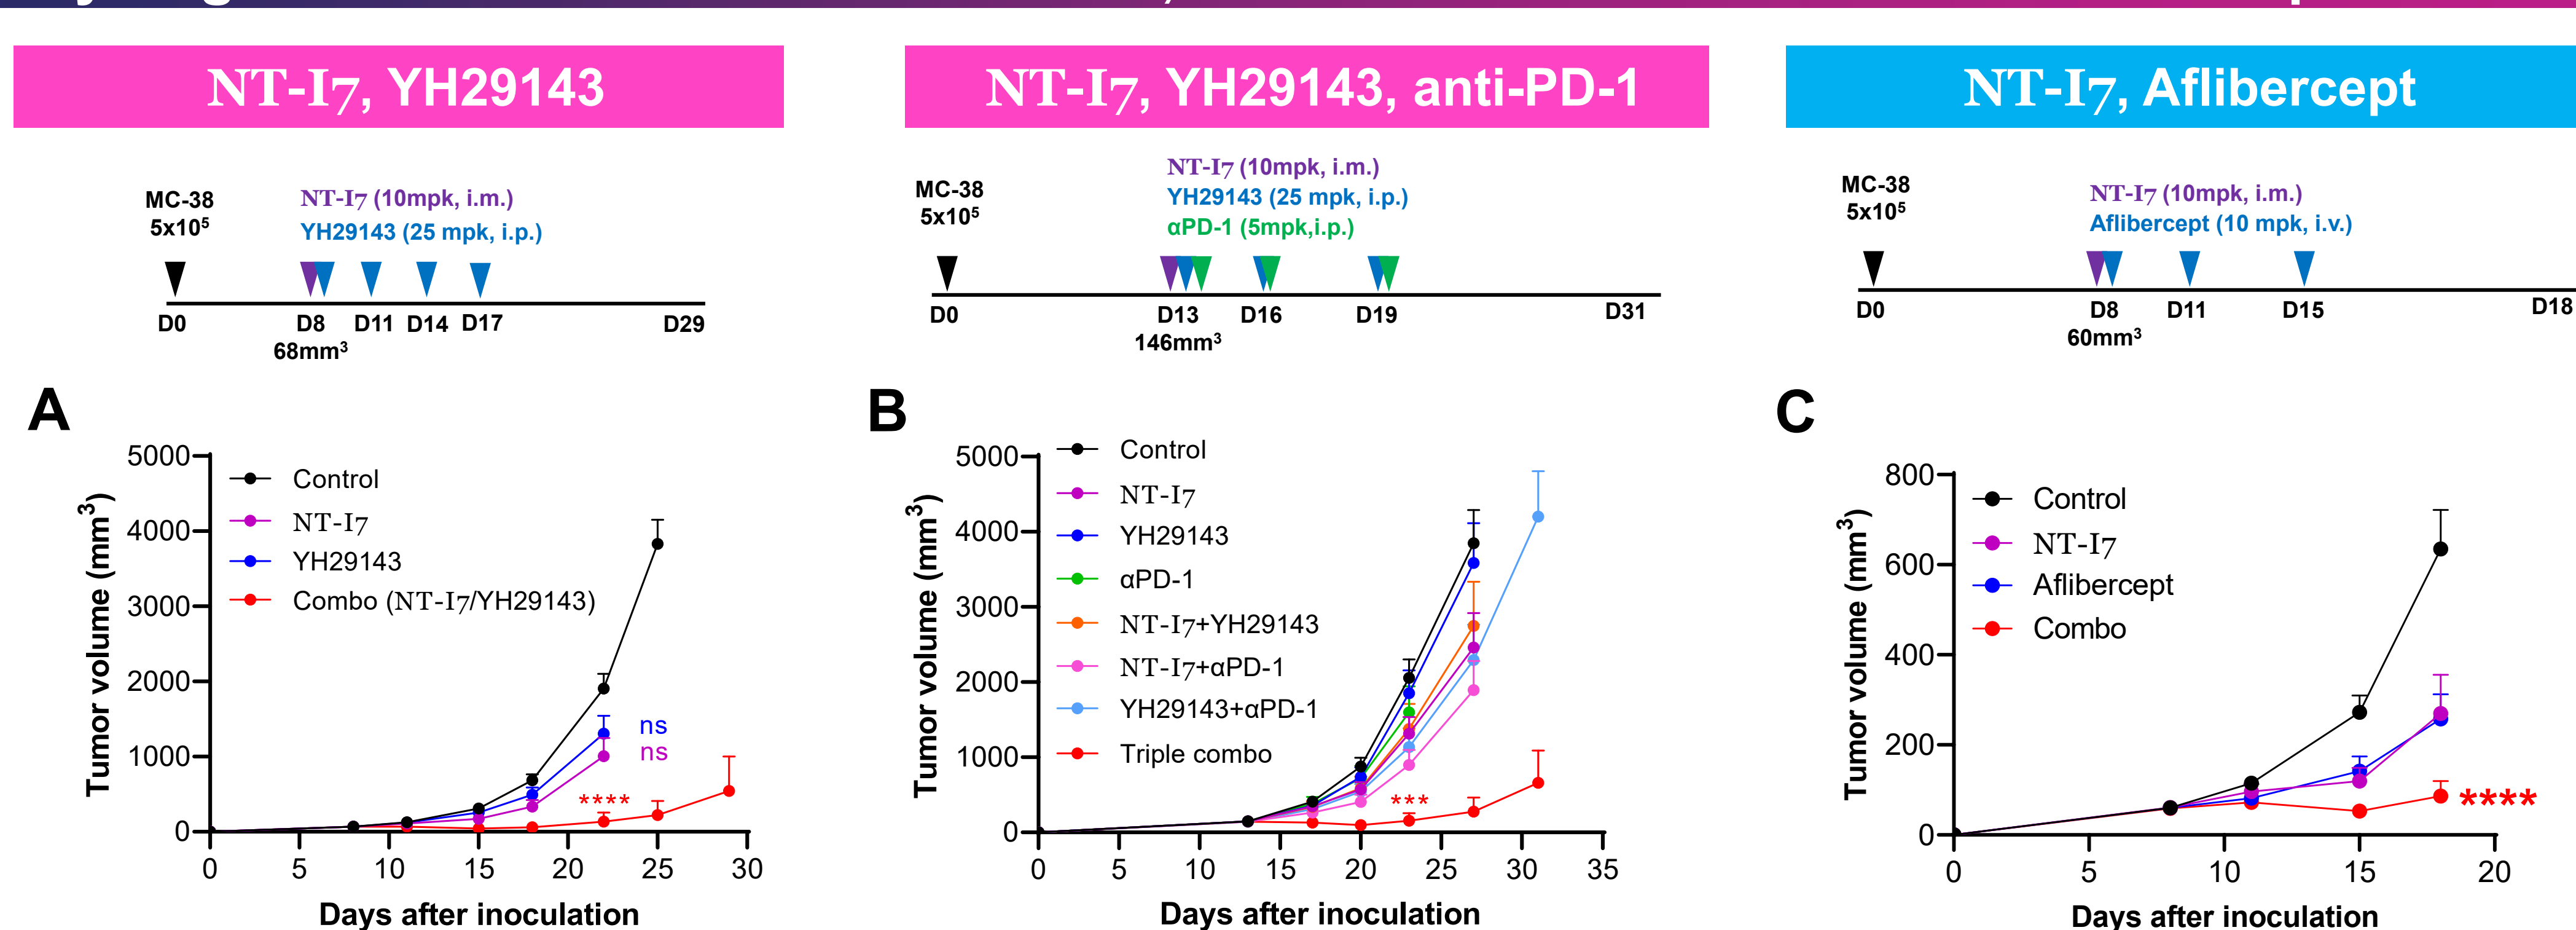 NT-I7, YH29143
MC-38
5x10⁵
NT-I7 (10mpk, i.m.)
YH29143 (25 mpk, i.p.)
D0 D8 D11 D14 D17 D29
68mm³
A
Tumor volume (mm³)
5000
4000
3000
2000
1000
0
Control
NT-I7
YH29143
Combo (NT-I7/YH29143)
ns
ns
****
0 5 10 15 20 25 30
Days after inoculation
NT-I7, YH29143, anti-PD-1
MC-38
5x10⁵
NT-I7 (10mpk, i.m.)
YH29143 (25 mpk, i.p.)
αPD-1 (5mpk,i.p.)
D0 D13 D16 D19 D31
146mm³
B
Tumor volume (mm³)
5000
4000
3000
2000
1000
0
Control
NT-I7
YH29143
αPD-1
NT-I7+YH29143
NT-I7+αPD-1
YH29143+αPD-1
Triple combo
***
0 5 10 15 20 25 30 35
Days after inoculation
NT-I7, Aflibercept
MC-38
5x10⁵
NT-I7 (10mpk, i.m.)
Aflibercept (10 mpk, i.v.)
D0 D8 D11 D15 D18
60mm³
C
Tumor volume (mm³)
800
600
400
200
0
Control
NT-I7
Aflibercept
Combo
****
0 5 10 15 20
Days after inoculation